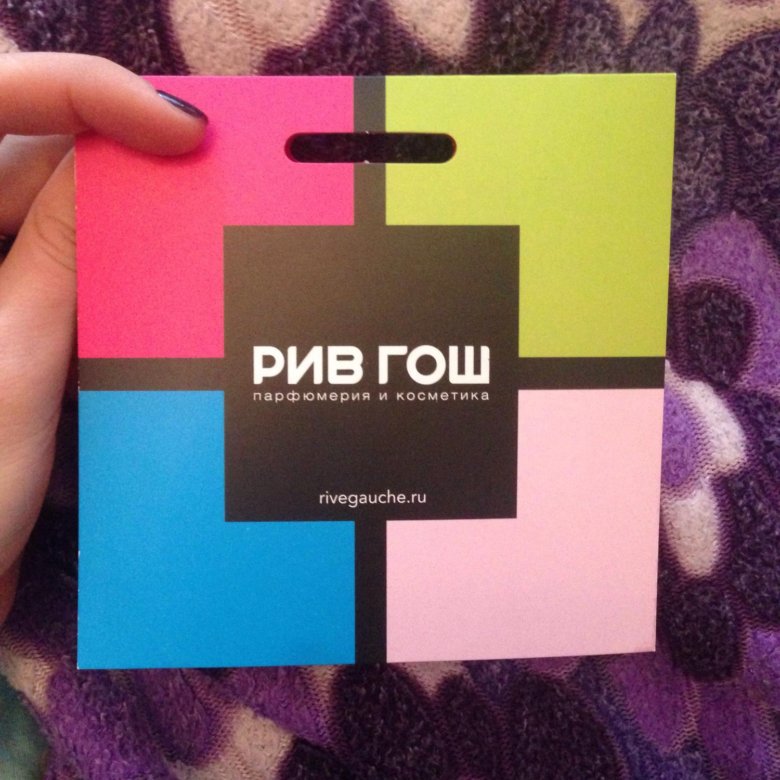 РИВ ГОШ
парфюмерия и косметика
rivegauche.ru